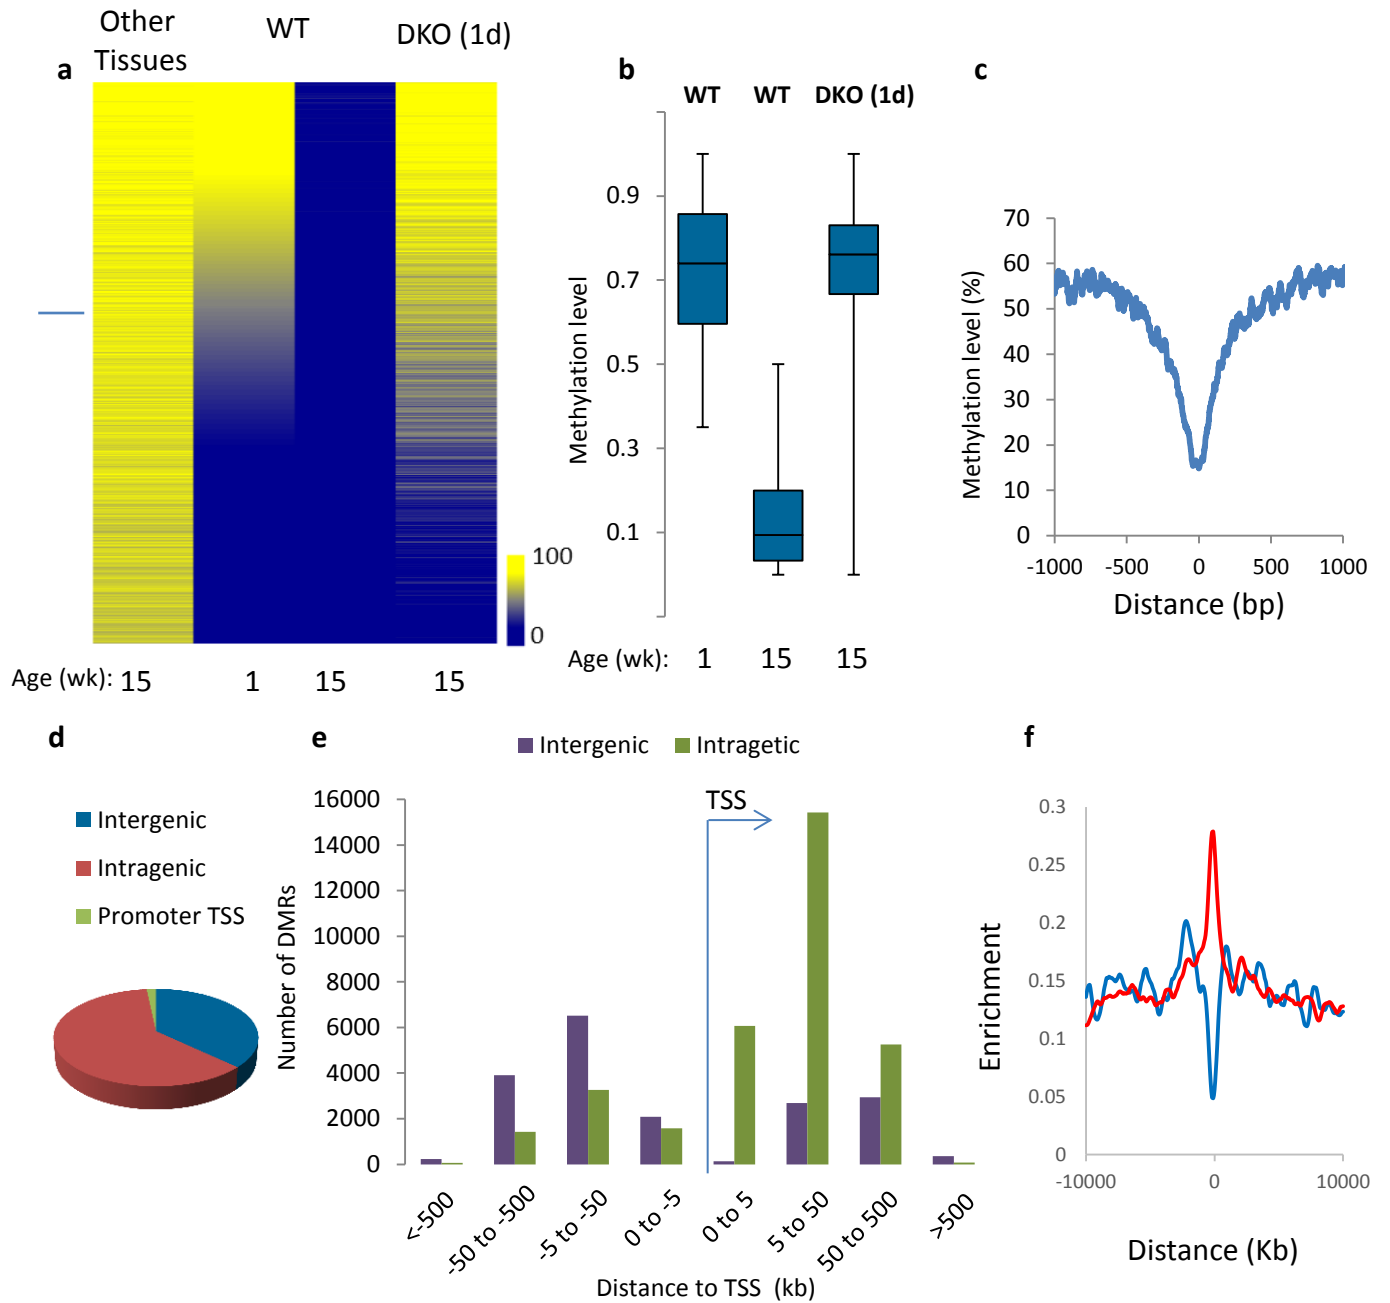 Other
Tissues
WT
DKO (1d)
a
100
0
Age (wk): 15 1 15 15
b
WT WT DKO (1d)
Methylation level
0.9
0.7
0.5
0.3
0.1
Age (wk): 1 15 15
c
Methylation level (%)
70
60
50
40
30
20
10
0
-1000 -500 0 500 1000
Distance (bp)
d
Intergenic
Intragenic
Promoter TSS
e
Intergenic Intragetic
Number of DMRs
16000
14000
12000
10000
8000
6000
4000
2000
0
TSS
<-500
-50 to -500
-5 to -50
0 to -5
0 to 5
5 to 50
50 to 500
>500
Distance to TSS (kb)
f
Enrichment
0.3
0.25
0.2
0.15
0.1
0.05
0
-10000 0 10000
Distance (Kb)